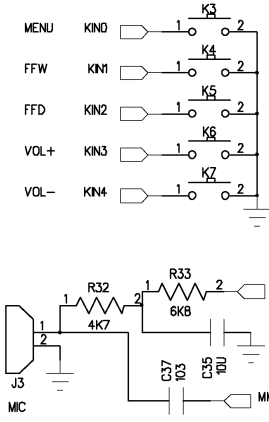 K3
MENU KIN0 1 2
K4
FFW KIN1 1 2
K5
FFD KIN2 1 2
K6
VOL+ KIN3 1 2
K7
VOL- KIN4 1 2
R33
R32 1 2
1 2 6K8
4K7
1
2
C37 103
C35 10U
J3
MIC